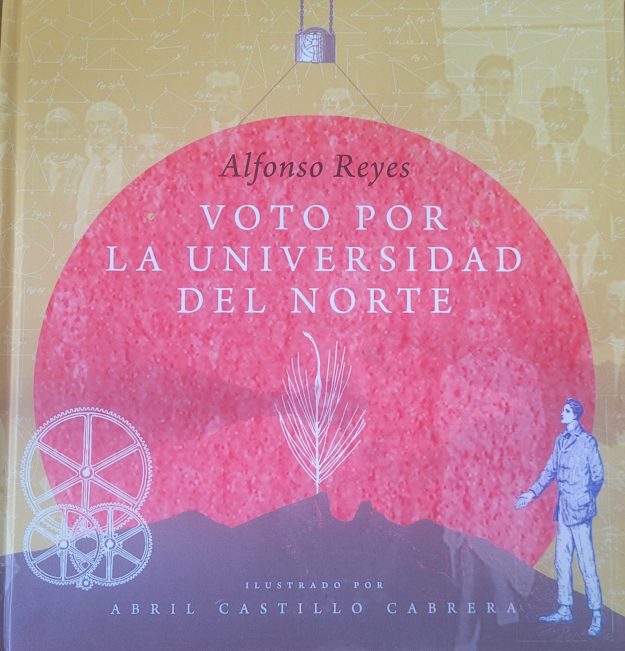 Alfonso Reyes
VOTO POR
LA UNIVERSIDAD
DEL NORTE
ILUSTRADO POR
ABRIL CASTILLO CABRERA